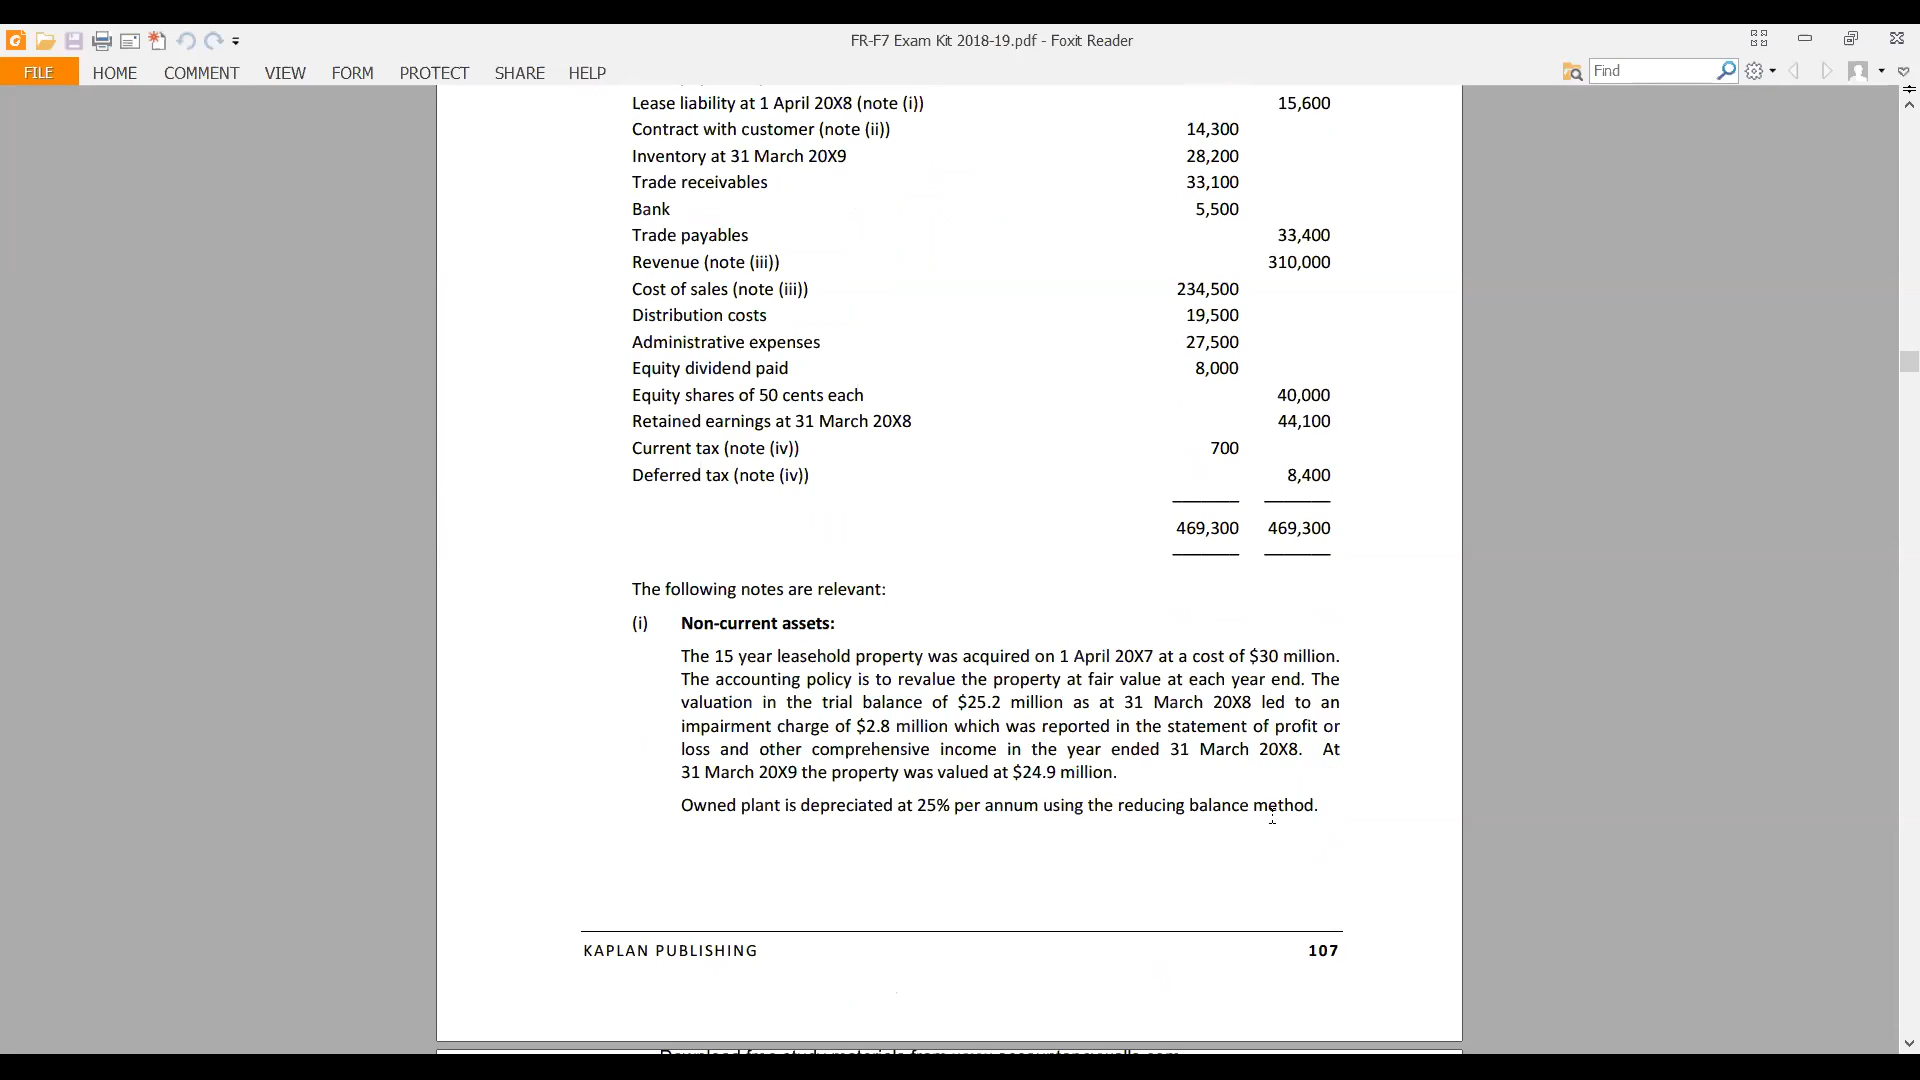 FR-F7 Exam Kit 2018-19.pdf - Foxit Reader
FILE HOME COMMENT VIEW FORM PROTECT SHARE HELP Find
Lease liability at 1 April 20X8 (note (i)) 15,600
Contract with customer (note (ii)) 14,300
Inventory at 31 March 20X9 28,200
Trade receivables 33,100
Bank 5,500
Trade payables 33,400
Revenue (note (iii)) 310,000
Cost of sales (note (iii)) 234,500
Distribution costs 19,500
Administrative expenses 27,500
Equity dividend paid 8,000
Equity shares of 50 cents each 40,000
Retained earnings at 31 March 20X8 44,100
Current tax (note (iv)) 700
Deferred tax (note (iv)) 8,400
469,300 469,300
The following notes are relevant:
(i) Non-current assets:
The 15 year leasehold property was acquired on 1 April 20X7 at a cost of $30 million.
The accounting policy is to revalue the property at fair value at each year end. The
valuation in the trial balance of $25.2 million as at 31 March 20X8 led to an
impairment charge of $2.8 million which was reported in the statement of profit or
loss and other comprehensive income in the year ended 31 March 20X8. At
31 March 20X9 the property was valued at $24.9 million.
Owned plant is depreciated at 25% per annum using the reducing balance method.
KAPLAN PUBLISHING 107